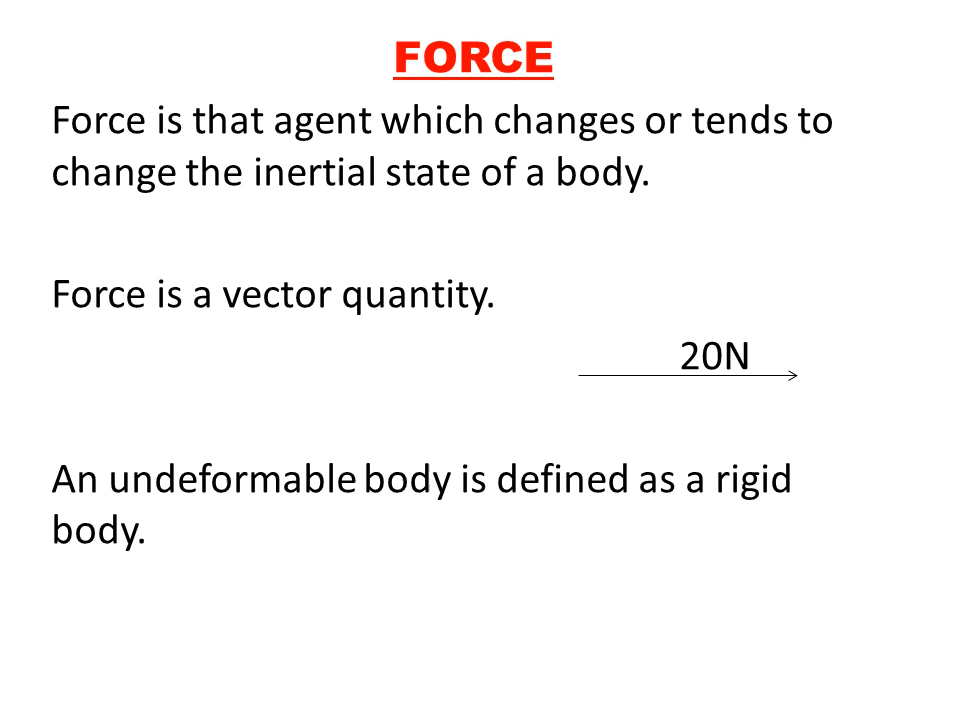 FORCE
Force is that agent which changes or tends to
change the inertial state of a body.
Force is a vector quantity.
20N
An undeformable body is defined as a rigid
body.